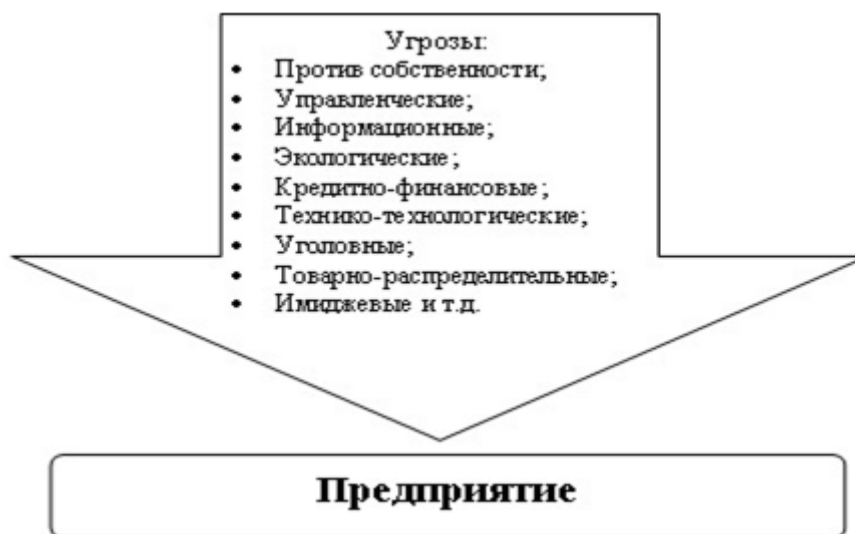 Угрозы:
• Против собственности;
• Управленческие;
• Информационные;
• Экологические;
• Кредитно-финансовые;
• Технико-технологические;
• Уголовные;
• Товарно-распределительные;
• Имиджевые и т.д.
Предприятие